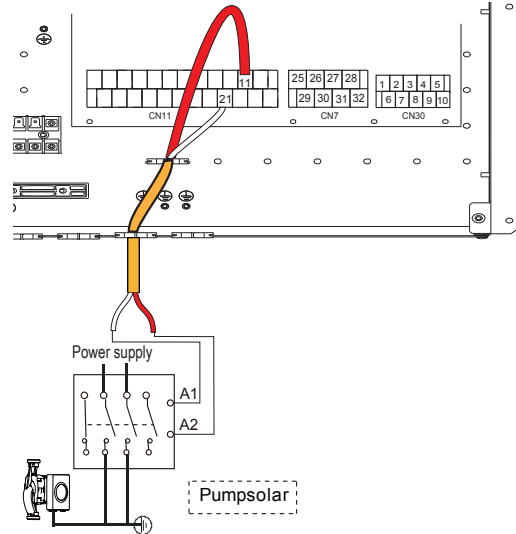 11 25 26 27 28 1 2 3 4 5
21 29 30 31 32 6 7 8 9 10
CN11 CN7 CN30
Power supply
A1
A2
Pumpsolar